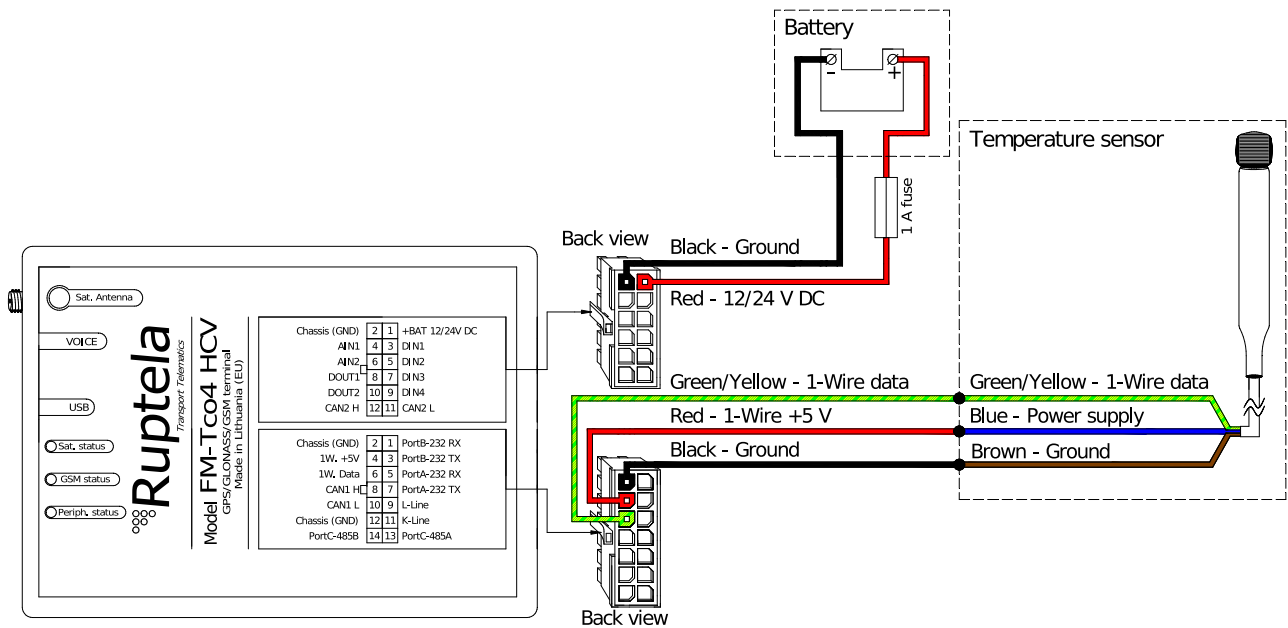 Battery
- +
1 A fuse
Temperature sensor
Back view
Black - Ground
Red - 12/24 V DC
Green/Yellow - 1-Wire data
Green/Yellow - 1-Wire data
Red - 1-Wire +5 V
Blue - Power supply
Black - Ground
Brown - Ground
Back view
Sat. Antenna
VOICE
USB
Sat. status
GSM status
Periph. status
Ruptela
Transport Telematics
Model FM-Tco4 HCV
GPS/GLONASS/GSM terminal
Made in Lithuania (EU)
Chassis (GND) 2 1 +BAT 12/24V DC
AIN1 4 3 DIN1
AIN2 6 5 DIN2
DOUT1 8 7 DIN3
DOUT2 10 9 DIN4
CAN2 H 12 11 CAN2 L
Chassis (GND) 2 1 PortB-232 RX
1W. +5V 4 3 PortB-232 TX
1W. Data 6 5 PortA-232 RX
CAN1 H 8 7 PortA-232 TX
CAN1 L 10 9 L-Line
Chassis (GND) 12 11 K-Line
PortC-485B 14 13 PortC-485A